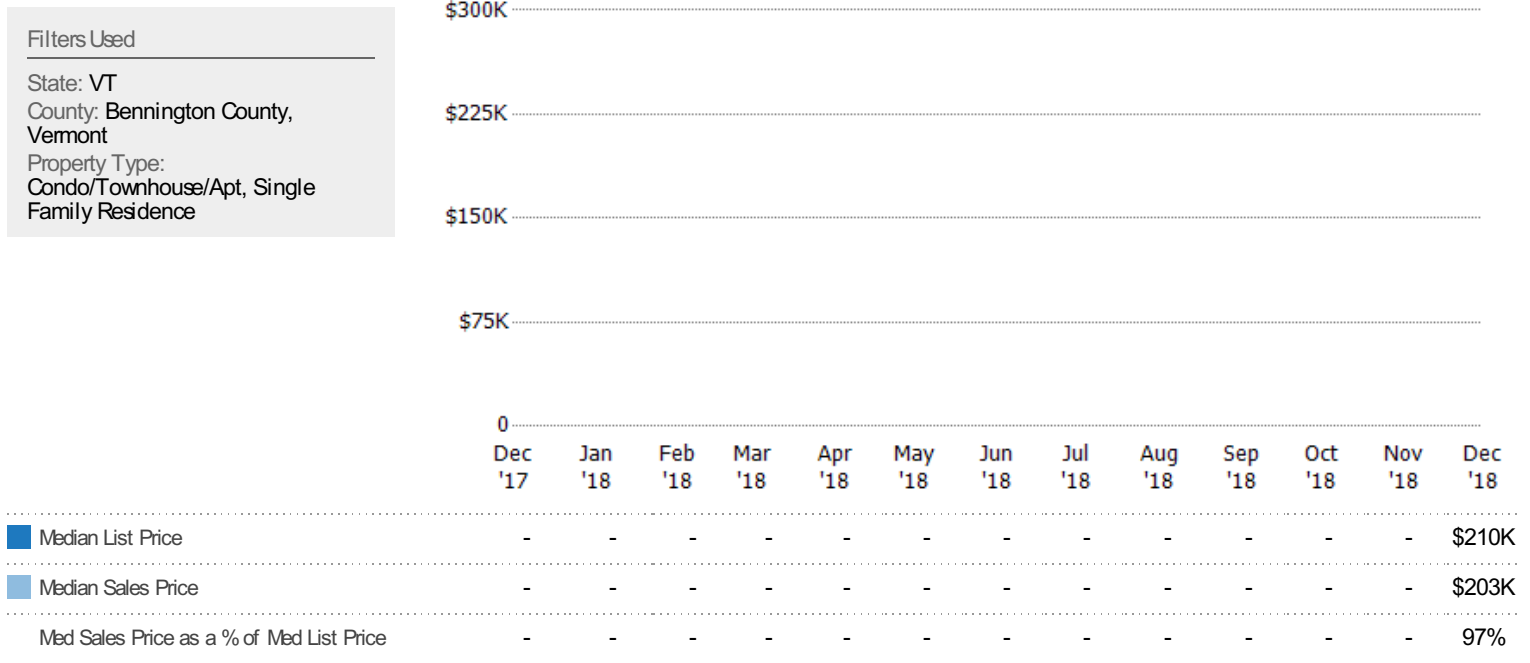 Filters Used
State: VT
County: Bennington County,
Vermont
Property Type:
Condo/Townhouse/Apt, Single
Family Residence
$300K
$225K
$150K
$75K
0
Dec Jan Feb Mar Apr May Jun Jul Aug Sep Oct Nov Dec
'17 '18 '18 '18 '18 '18 '18 '18 '18 '18 '18 '18 '18
Median List Price - - - - - - - - - - - - $210K
Median Sales Price - - - - - - - - - - - - $203K
Med Sales Price as a % of Med List Price - - - - - - - - - - - - 97%